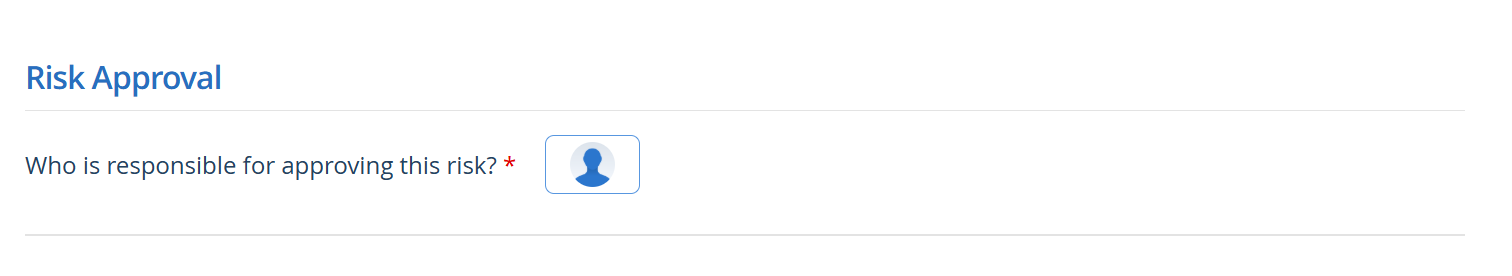 Risk Approval
Who is responsible for approving this risk? *